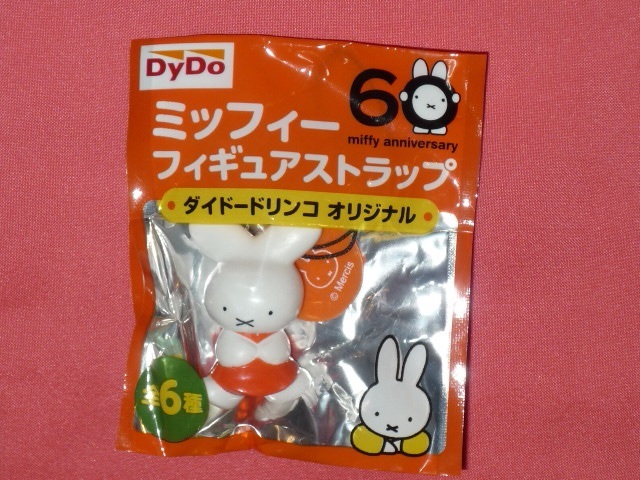 DyDo
60
miffy anniversary
ミッフィー
フィギュアストラップ
ダイドードリンコ オリジナル
© Mercis
全6種